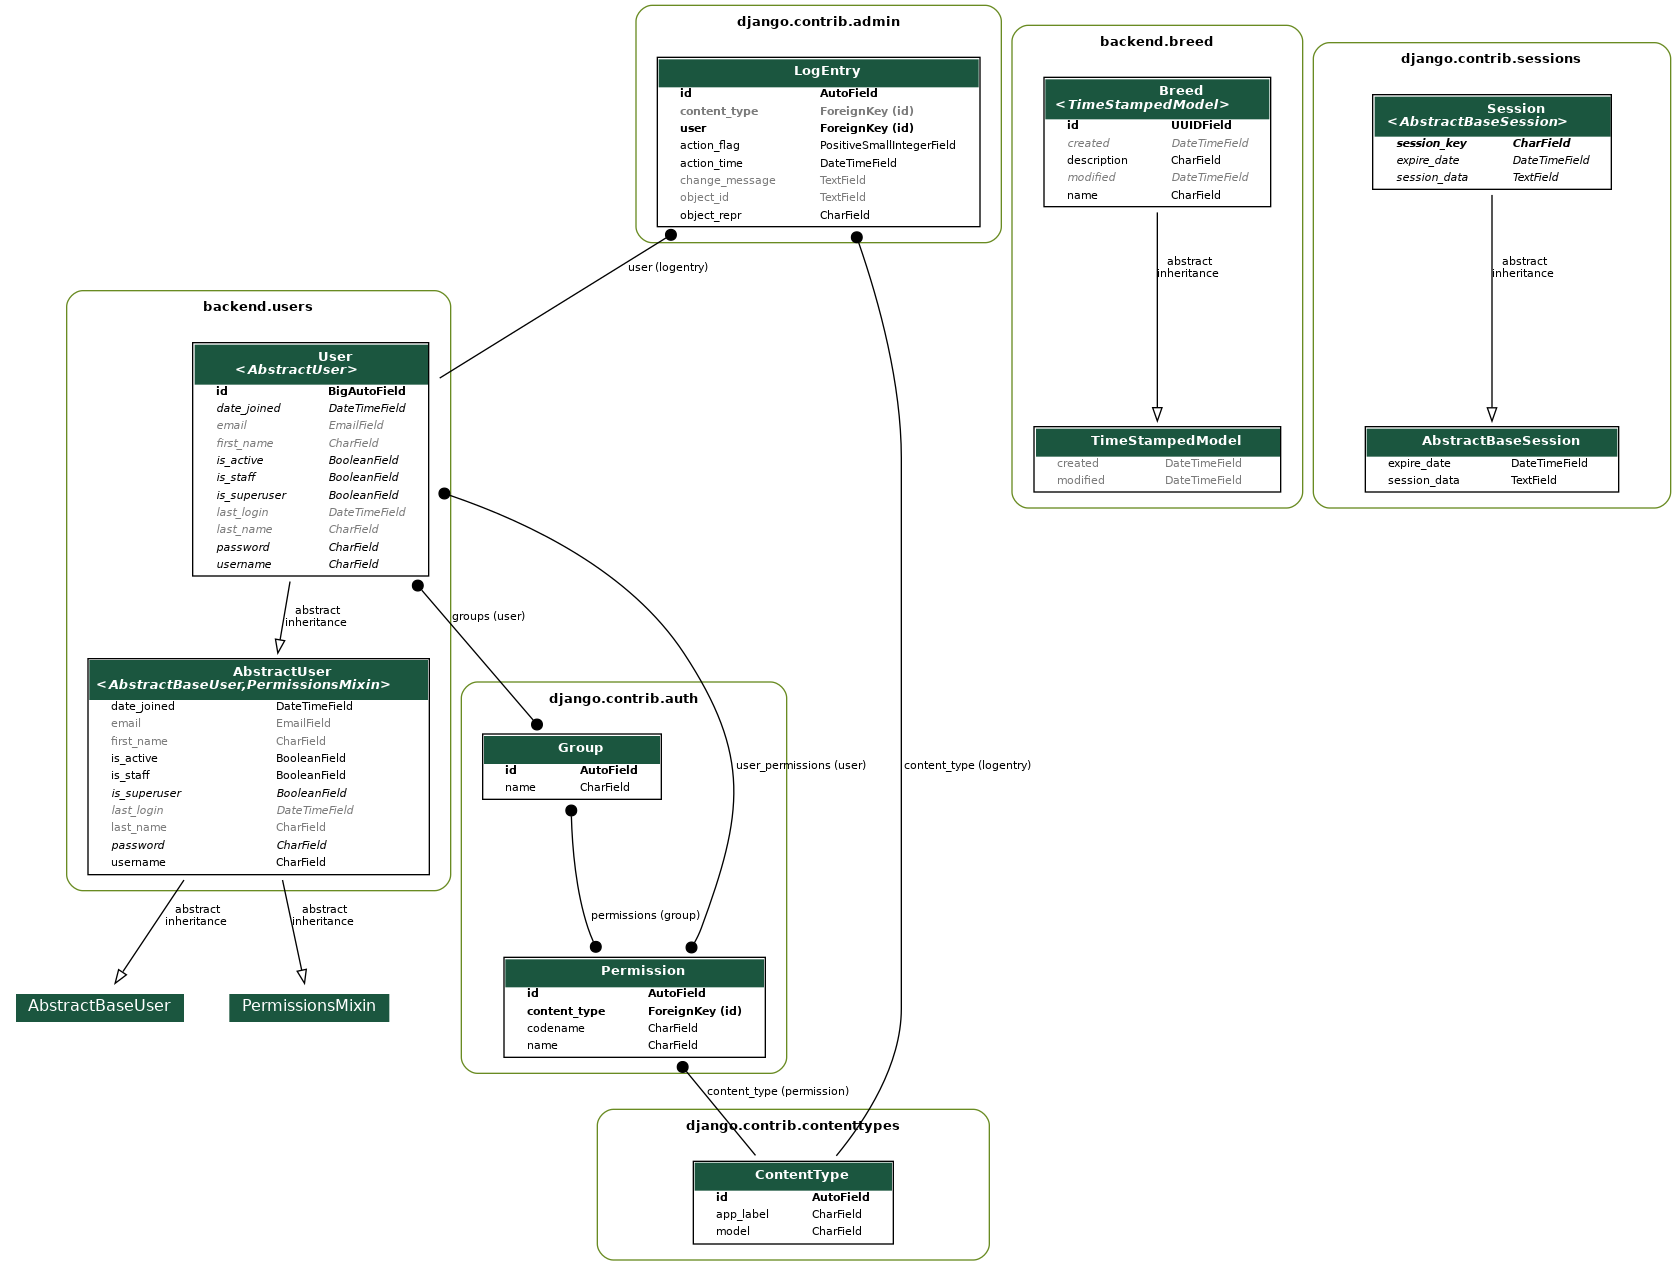 django.contrib.admin
LogEntry
id AutoField
content_type ForeignKey (id)
user ForeignKey (id)
action_flag PositiveSmallIntegerField
action_time DateTimeField
change_message TextField
object_id TextField
object_repr CharField
backend.breed
Breed
<TimeStampedModel>
id UUIDField
created DateTimeField
description CharField
modified DateTimeField
name CharField
abstract
inheritance
TimeStampedModel
created DateTimeField
modified DateTimeField
django.contrib.sessions
Session
<AbstractBaseSession>
session_key CharField
expire_date DateTimeField
session_data TextField
abstract
inheritance
AbstractBaseSession
expire_date DateTimeField
session_data TextField
user (logentry)
backend.users
User
<AbstractUser>
id BigAutoField
date_joined DateTimeField
email EmailField
first_name CharField
is_active BooleanField
is_staff BooleanField
is_superuser BooleanField
last_login DateTimeField
last_name CharField
password CharField
username CharField
abstract
inheritance
groups (user)
AbstractUser
<AbstractBaseUser,PermissionsMixin>
date_joined DateTimeField
email EmailField
first_name CharField
is_active BooleanField
is_staff BooleanField
is_superuser BooleanField
last_login DateTimeField
last_name CharField
password CharField
username CharField
abstract
inheritance
abstract
inheritance
AbstractBaseUser
PermissionsMixin
django.contrib.auth
Group
id AutoField
name CharField
user_permissions (user)
content_type (logentry)
permissions (group)
Permission
id AutoField
content_type ForeignKey (id)
codename CharField
name CharField
content_type (permission)
django.contrib.contenttypes
ContentType
id AutoField
app_label CharField
model CharField